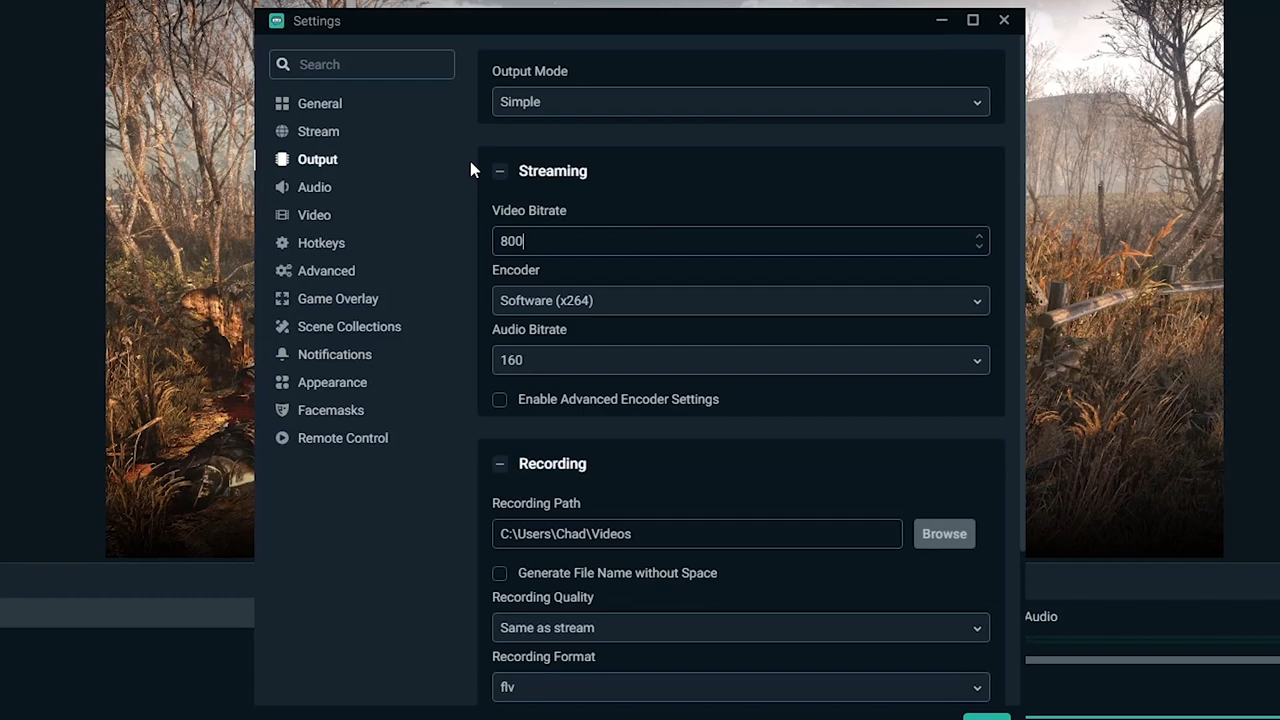 Settings
Search
General
Stream
Output
Audio
Video
Hotkeys
Advanced
Game Overlay
Scene Collections
Notifications
Appearance
Facemasks
Remote Control
Output Mode
Simple
Streaming
Video Bitrate
800
Encoder
Software (x264)
Audio Bitrate
160
Enable Advanced Encoder Settings
Recording
Recording Path
C:\Users\Chad\Videos
Browse
Generate File Name without Space
Recording Quality
Same as stream
Recording Format
flv
Audio